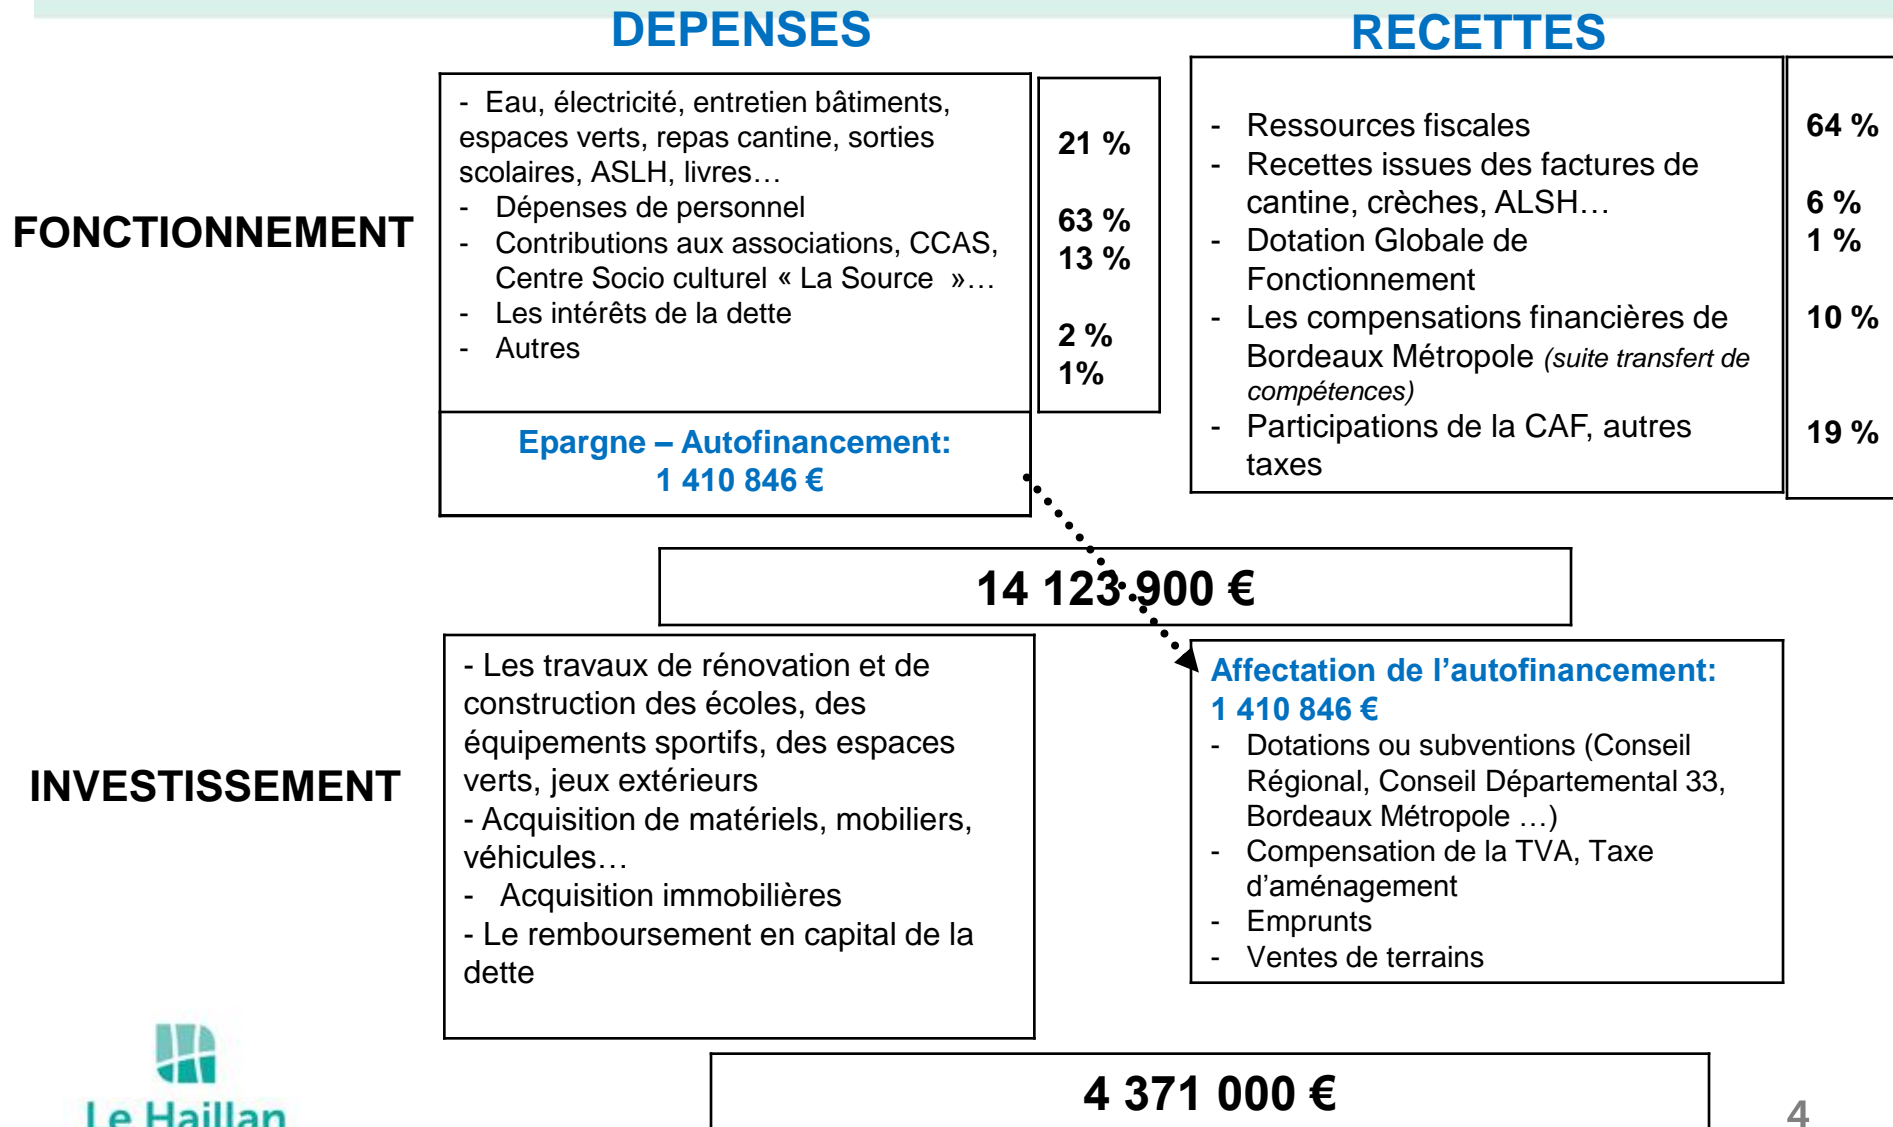 DEPENSES
RECETTES
FONCTIONNEMENT
- Eau, électricité, entretien bâtiments,
espaces verts, repas cantine, sorties
scolaires, ASLH, livres…
- Dépenses de personnel
- Contributions aux associations, CCAS,
Centre Socio culturel « La Source »…
- Les intérêts de la dette
- Autres
21 %
63 %
13 %
2 %
1%
Epargne – Autofinancement:
1 410 846 €
- Ressources fiscales
- Recettes issues des factures de
cantine, crèches, ALSH…
- Dotation Globale de
Fonctionnement
- Les compensations financières de
Bordeaux Métropole (suite transfert de
compétences)
- Participations de la CAF, autres
taxes
64 %
6 %
1 %
10 %
19 %
14 123 900 €
INVESTISSEMENT
- Les travaux de rénovation et de
construction des écoles, des
équipements sportifs, des espaces
verts, jeux extérieurs
- Acquisition de matériels, mobiliers,
véhicules…
- Acquisition immobilières
- Le remboursement en capital de la
dette
Affectation de l’autofinancement:
1 410 846 €
- Dotations ou subventions (Conseil
Régional, Conseil Départemental 33,
Bordeaux Métropole …)
- Compensation de la TVA, Taxe
d’aménagement
- Emprunts
- Ventes de terrains
4 371 000 €
Le Haillan
4